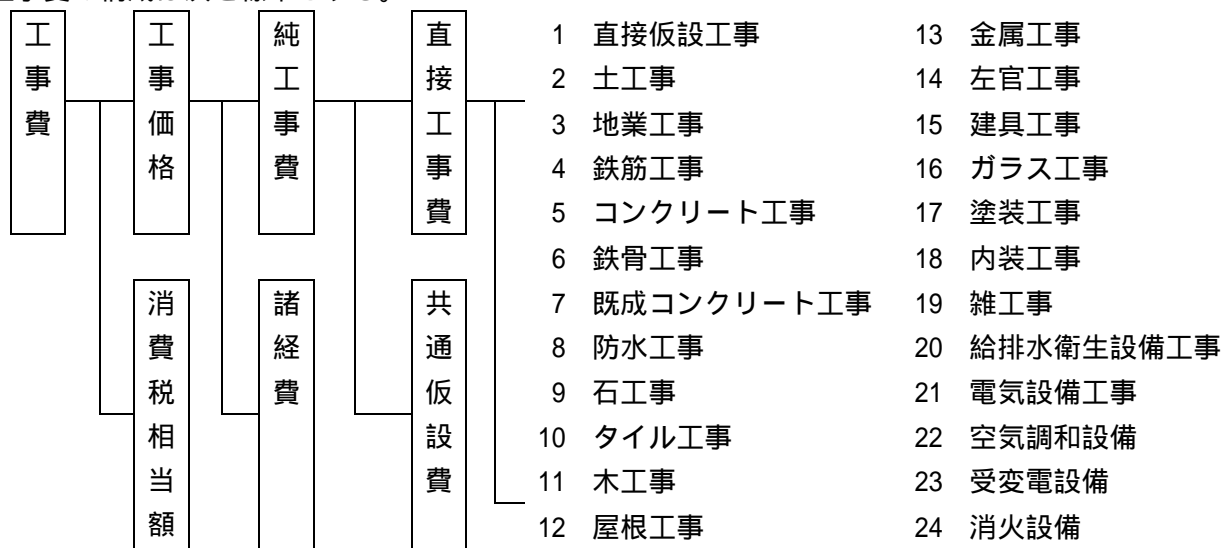 工事費
工事価格
純工事費
直接工事費
消費税相当額
諸経費
共通仮設費
1 直接仮設工事
2 土工事
3 地業工事
4 鉄筋工事
5 コンクリート工事
6 鉄骨工事
7 既成コンクリート工事
8 防水工事
9 石工事
10 タイル工事
11 木工事
12 屋根工事
13 金属工事
14 左官工事
15 建具工事
16 ガラス工事
17 塗装工事
18 内装工事
19 雑工事
20 給排水衛生設備工事
21 電気設備工事
22 空気調和設備
23 受変電設備
24 消火設備